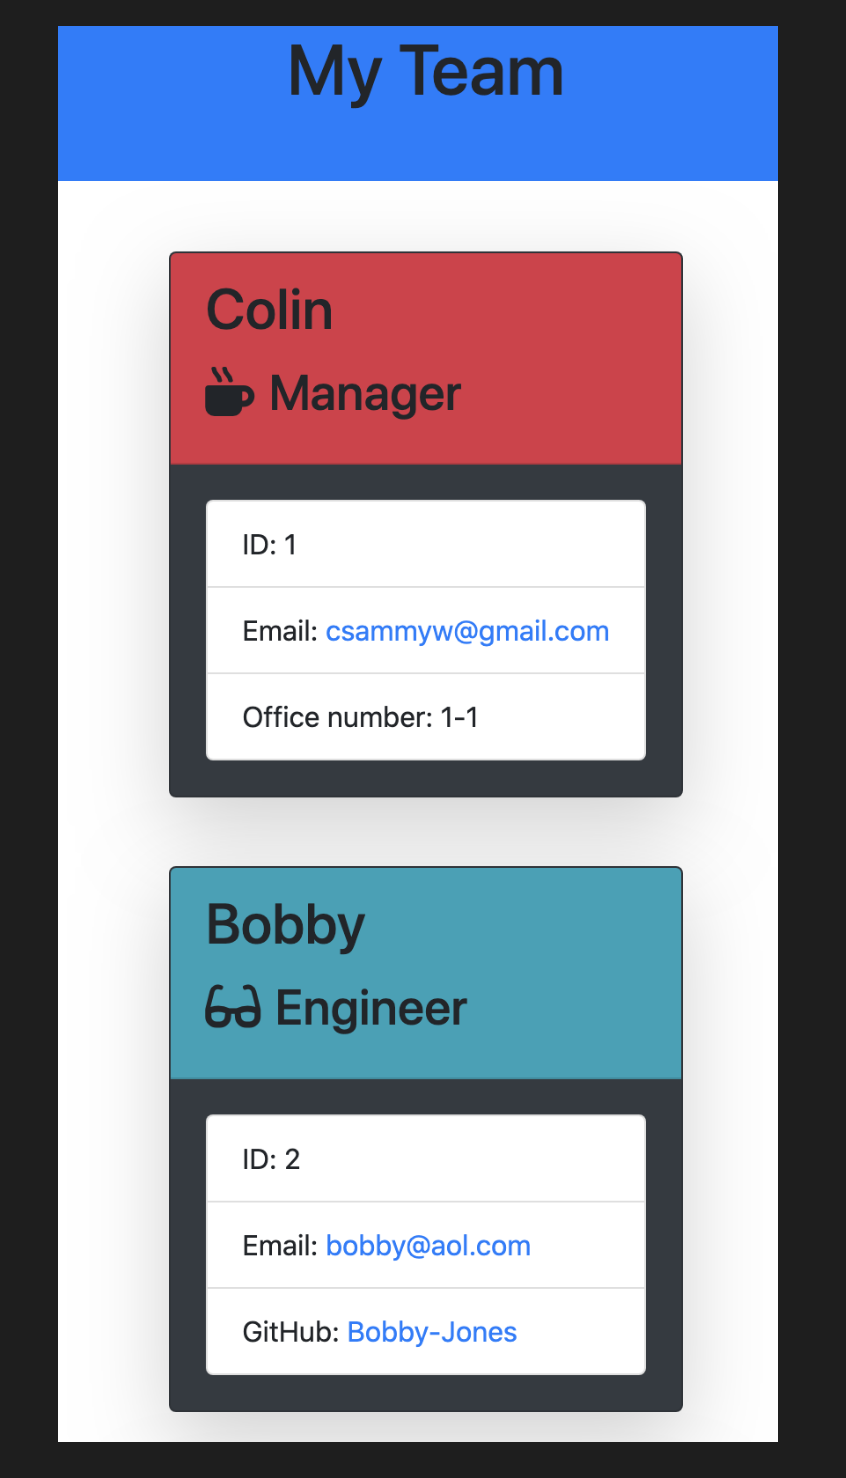 My Team
Colin
Manager
ID: 1
Email: csammyw@gmail.com
Office number: 1-1
Bobby
Engineer
ID: 2
Email: bobby@aol.com
GitHub: Bobby-Jones